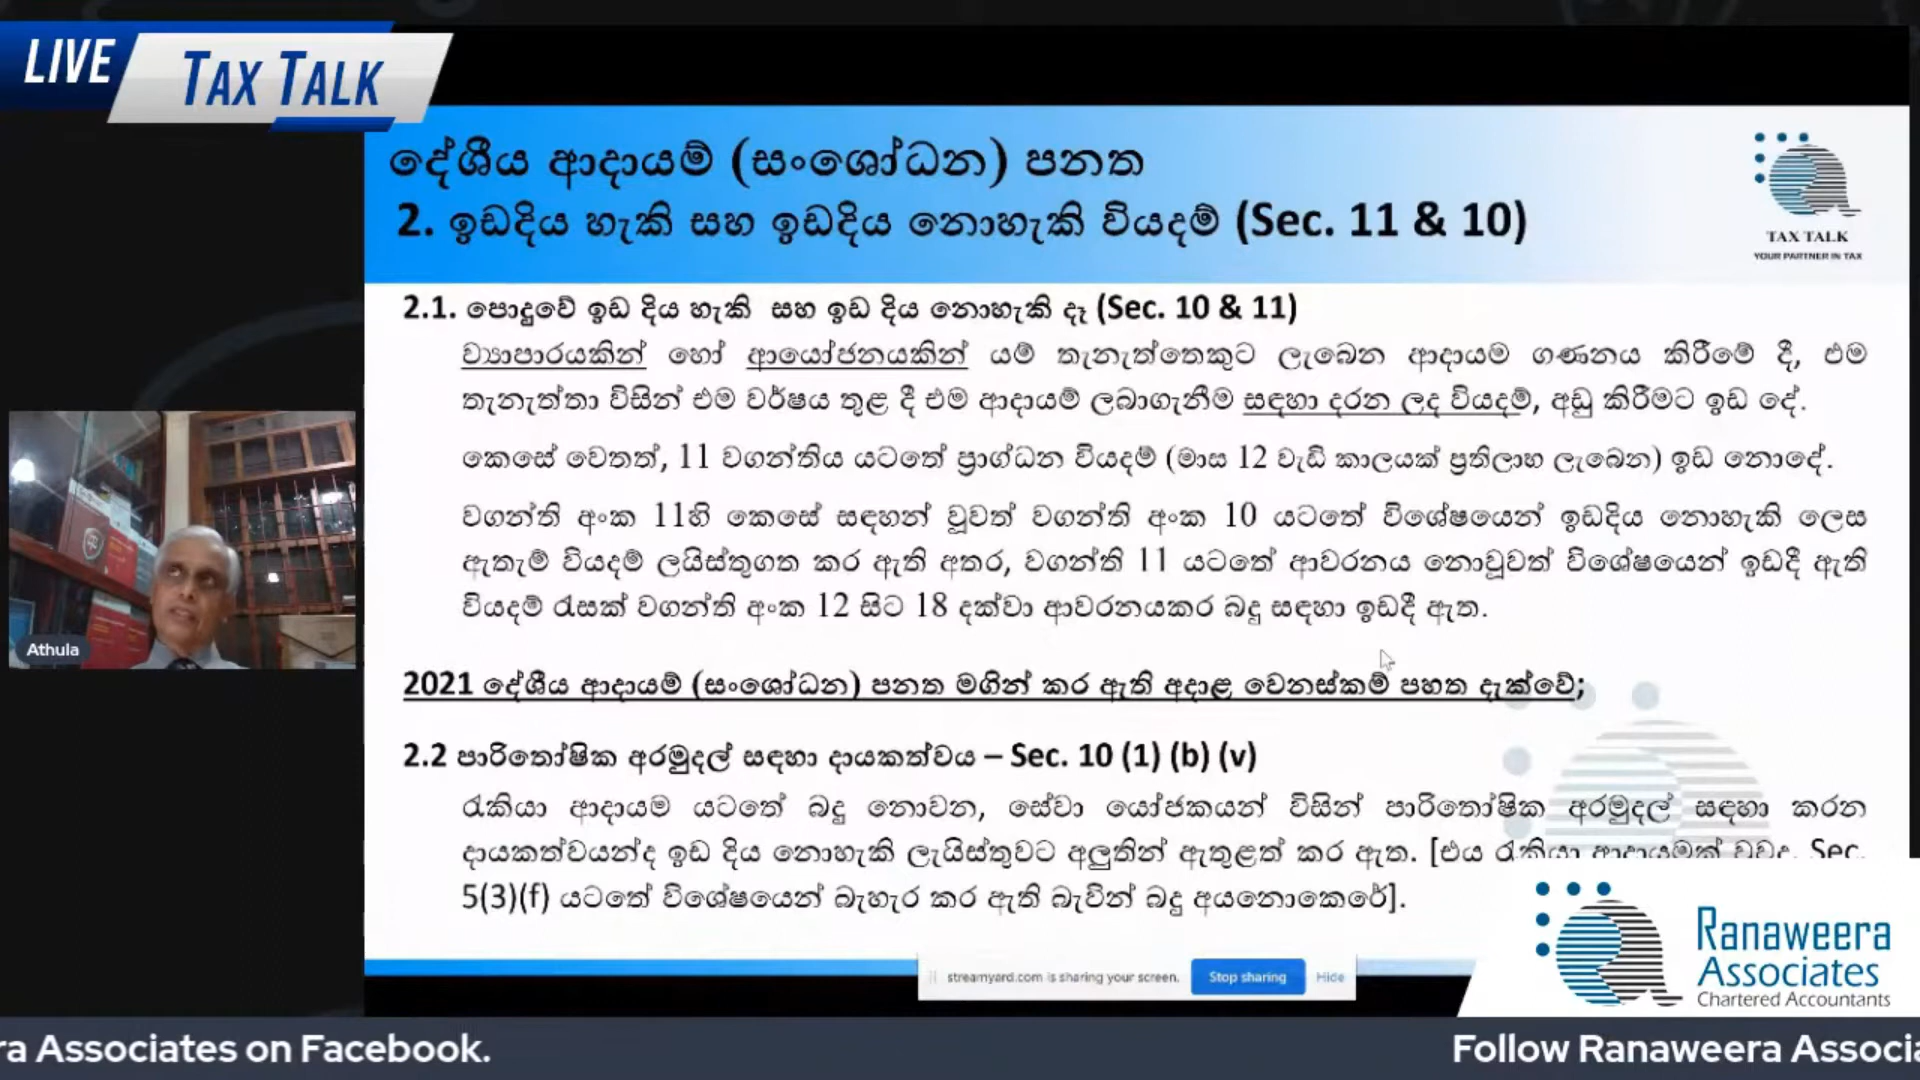 LIVE
TAX TALK
දේශීය ආදායම් (සංශෝධන) පනත
2. ඉඩදිය හැකි සහ ඉඩදිය නොහැකි වියදම් (Sec. 11 & 10)
TAX TALK
YOUR PARTNER IN TAX
2.1. පොදුවේ ඉඩ දිය හැකි සහ ඉඩ දිය නොහැකි දෑ (Sec. 10 & 11)
ව්‍යාපාරයකින් හෝ ආයෝජනයකින් යම් තැනැත්තෙකුට ලැබෙන ආදායම ගණනය කිරීමේ දී, එම
තැනැත්තා විසින් එම වර්ෂය තුළ දී එම ආදායම් ලබාගැනීම සඳහා දරන ලද වියදම්, අඩු කිරීමට ඉඩ දේ.
කෙසේ වෙතත්, 11 වගන්තිය යටතේ ප්‍රාග්ධන වියදම් (මාස 12 වැඩි කාලයක් ප්‍රතිලාභ ලැබෙන) ඉඩ නොදේ.
වගන්ති අංක 11හි කෙසේ සඳහන් වූවත් වගන්ති අංක 10 යටතේ විශේෂයෙන් ඉඩදිය නොහැකි ලෙස
ඇතැම් වියදම් ලයිස්තුගත කර ඇති අතර, වගන්ති 11 යටතේ ආවරනය නොවූවත් විශේෂයෙන් ඉඩදී ඇති
වියදම් රැසක් වගන්ති අංක 12 සිට 18 දක්වා ආවරනයකර බදු සඳහා ඉඩදී ඇත.
2021 දේශීය ආදායම් (සංශෝධන) පනත මගින් කර ඇති අදාළ වෙනස්කම් පහත දැක්වේ;
2.2 පාරිතෝෂික අරමුදල් සඳහා දායකත්වය – Sec. 10 (1) (b) (v)
රැකියා ආදායම යටතේ බදු නොවන, සේවා යෝජකයන් විසින් පාරිතෝෂික අරමුදල් සඳහා කරන
දායකත්වයන්ද ඉඩ දිය නොහැකි ලැයිස්තුවට අලුතින් ඇතුළත් කර ඇත. [එය රැකියා ආදායමක් වුවද, Sec.
5(3)(f) යටතේ විශේෂයෙන් බැහැර කර ඇති බැවින් බදු අයනොකෙරේ].
Athula
streamyard.com is sharing your screen. Stop sharing Hide
Ranaweera
Associates
Chartered Accountants
ra Associates on Facebook. Follow Ranaweera Associa